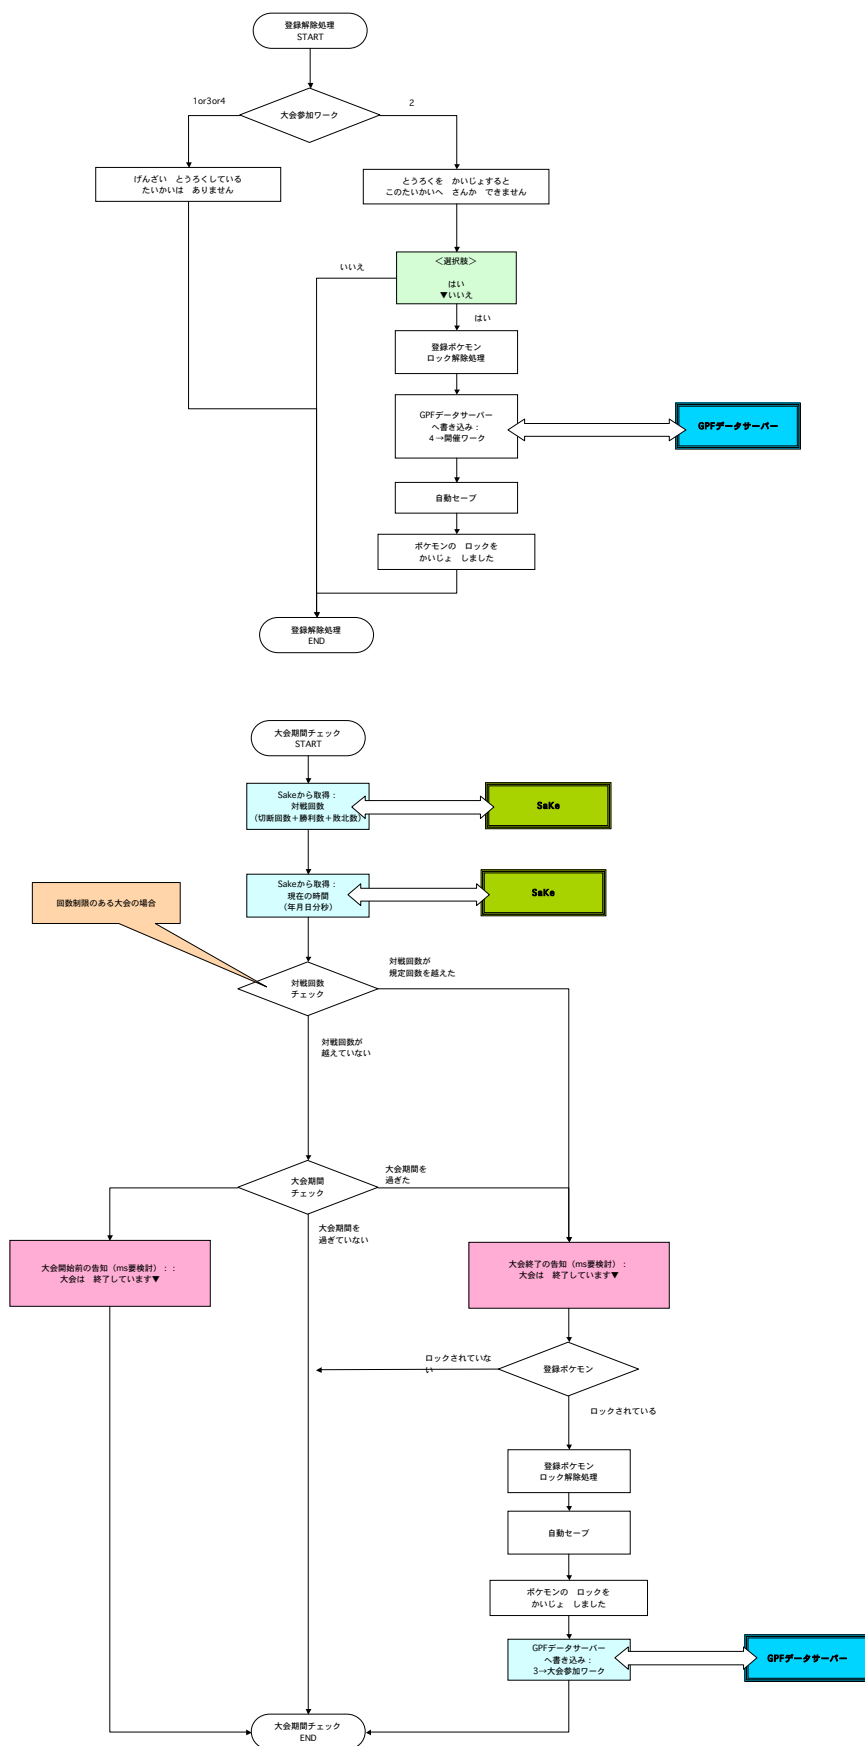 登録解除処理
START
1or3or4
2
大会参加ワーク
げんざい　とうろくしている
たいかいは　ありません
とうろくを　かいじょすると
このたいかいへ　さんか　できません
＜選択肢＞
はい
▼いいえ
いいえ
はい
登録ポケモン
ロック解除処理
GPFデータサーバー
へ書き込み：
４→開催ワーク
GPFデータサーバー
自動セーブ
ポケモンの　ロックを
かいじょ　しました
登録解除処理
END
大会期間チェック
START
Sakeから取得：
対戦回数
（切断回数＋勝利数＋敗北数）
SaKe
Sakeから取得：
現在の時間
（年月日分秒）
SaKe
回数制限のある大会の場合
対戦回数
チェック
対戦回数が
規定回数を越えた
対戦回数が
越えていない
大会期間
チェック
大会期間を
過ぎた
大会期間を
過ぎていない
大会開始前の告知（ms要検討）：：
大会は　終了しています▼
大会終了の告知（ms要検討）：
大会は　終了しています▼
ロックされていな
い
登録ポケモン
ロックされている
登録ポケモン
ロック解除処理
自動セーブ
ポケモンの　ロックを
かいじょ　しました
GPFデータサーバー
へ書き込み：
３→大会参加ワーク
GPFデータサーバー
大会期間チェック
END